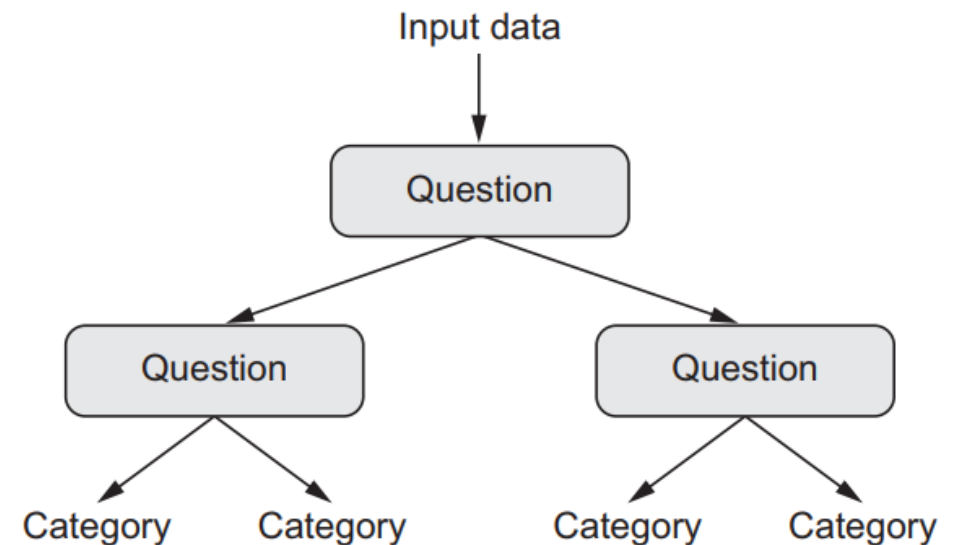 Input data
Question
Question
Question
Category
Category
Category
Category